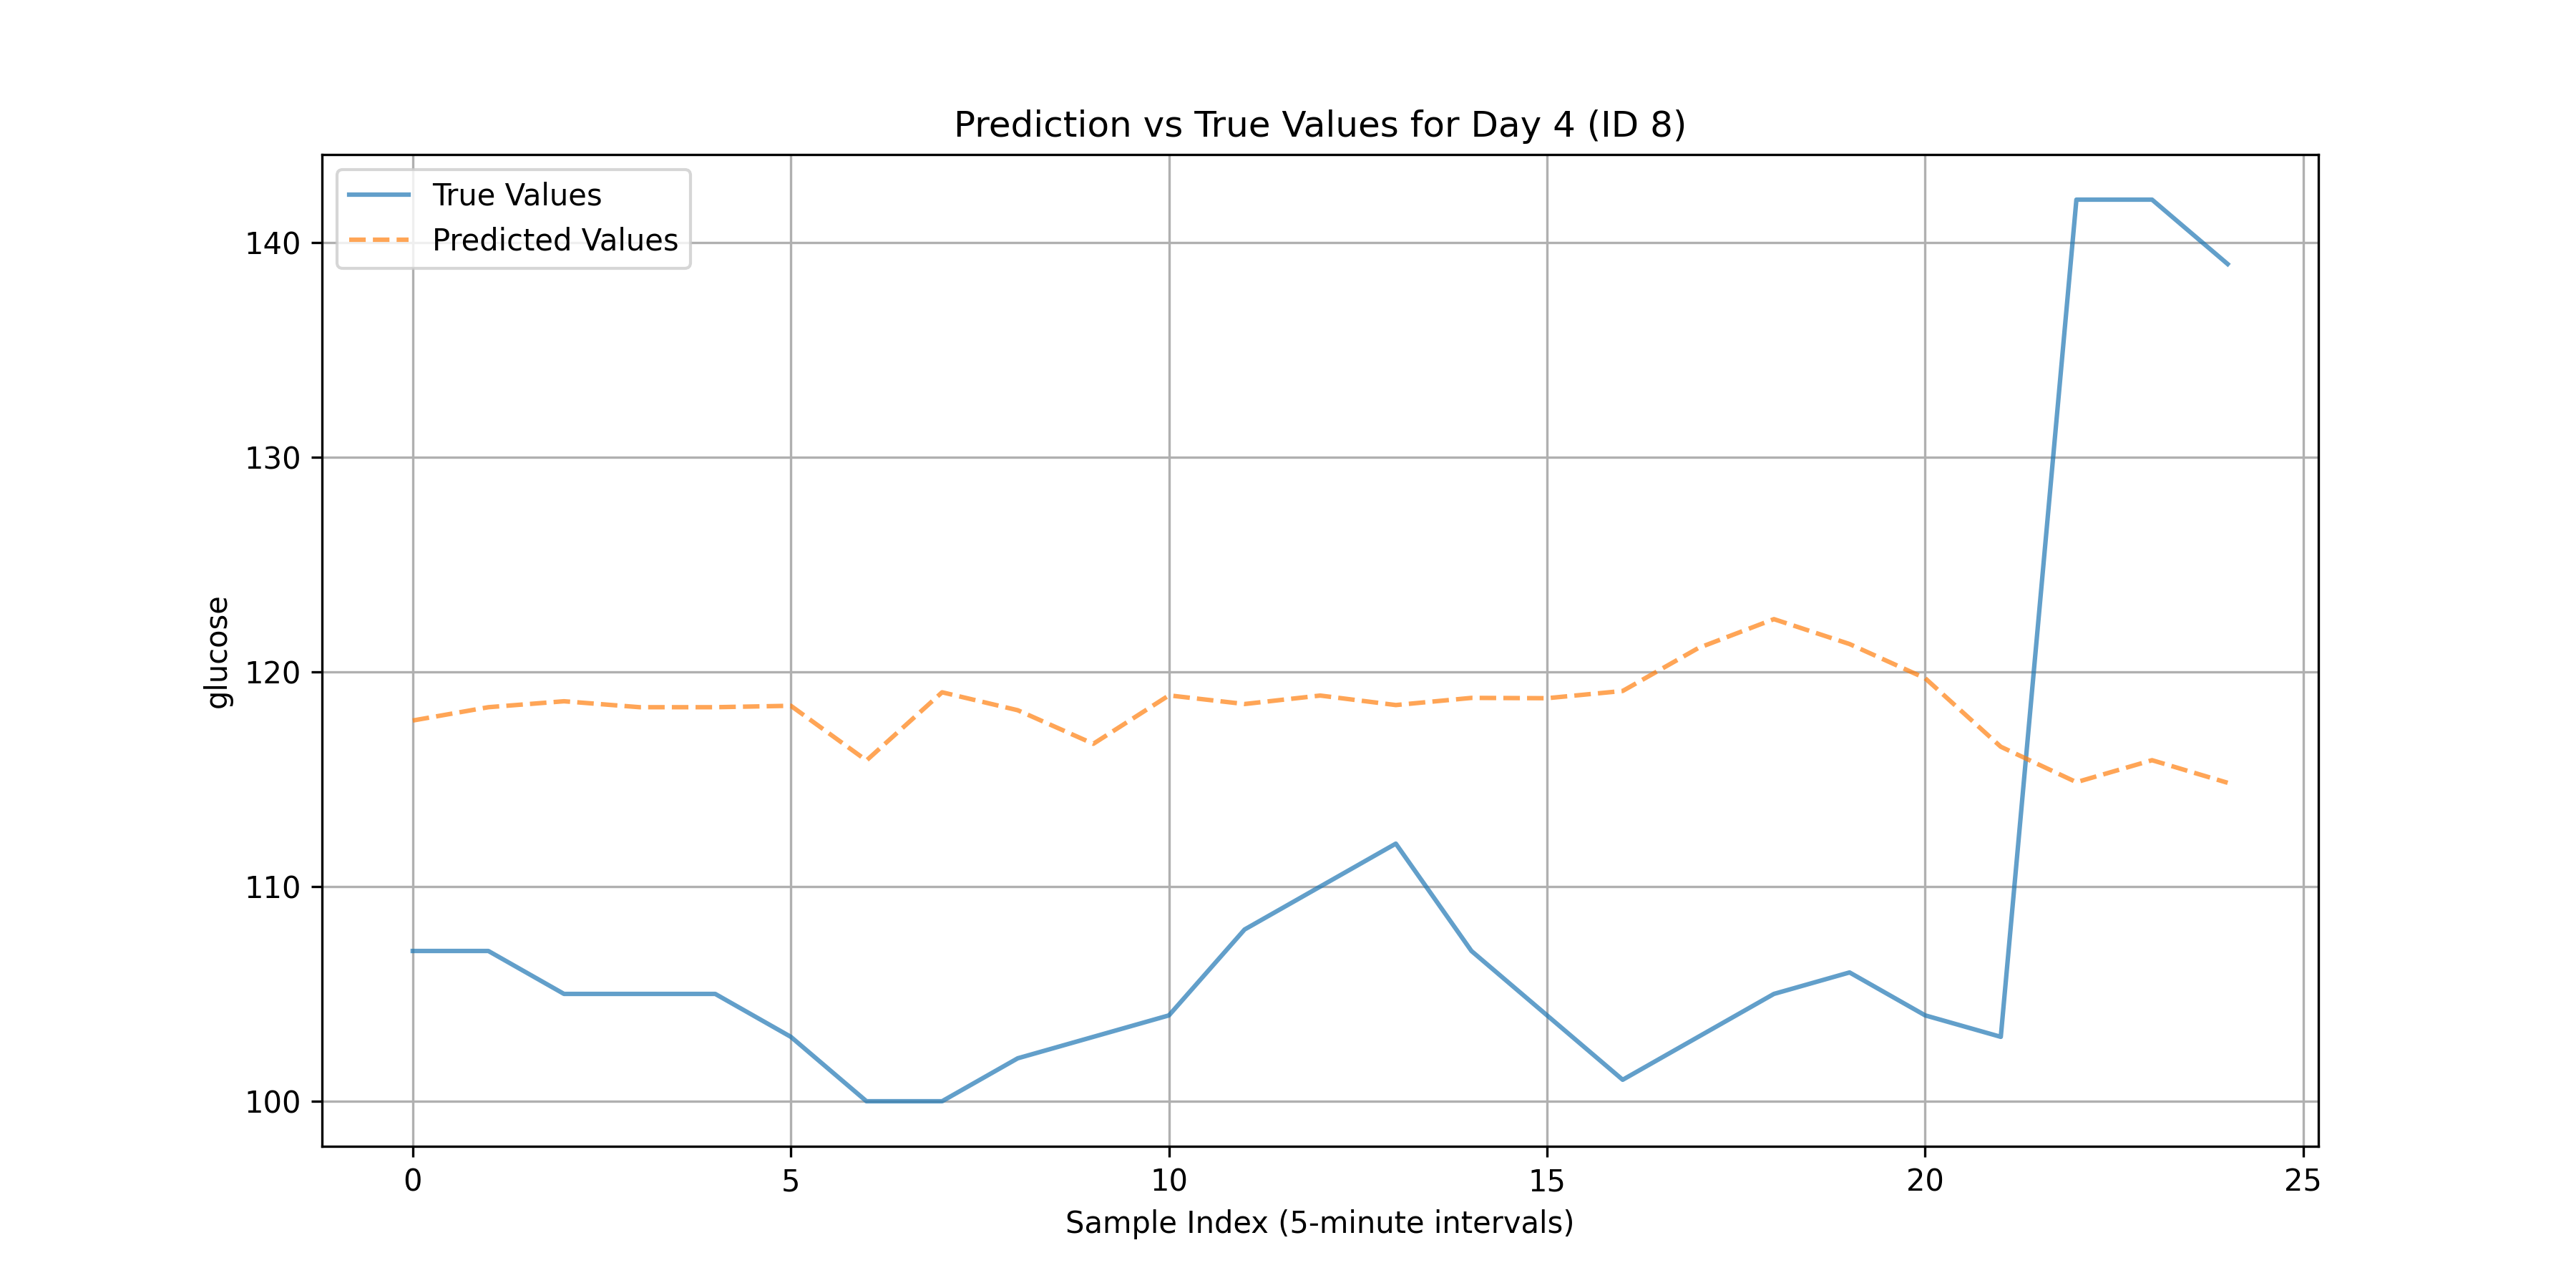 Prediction vs True Values for Day 4 (ID 8)
True Values
Predicted Values
140
130
120
110
100
glucose
0 5 10 15 20 25
Sample Index (5-minute intervals)